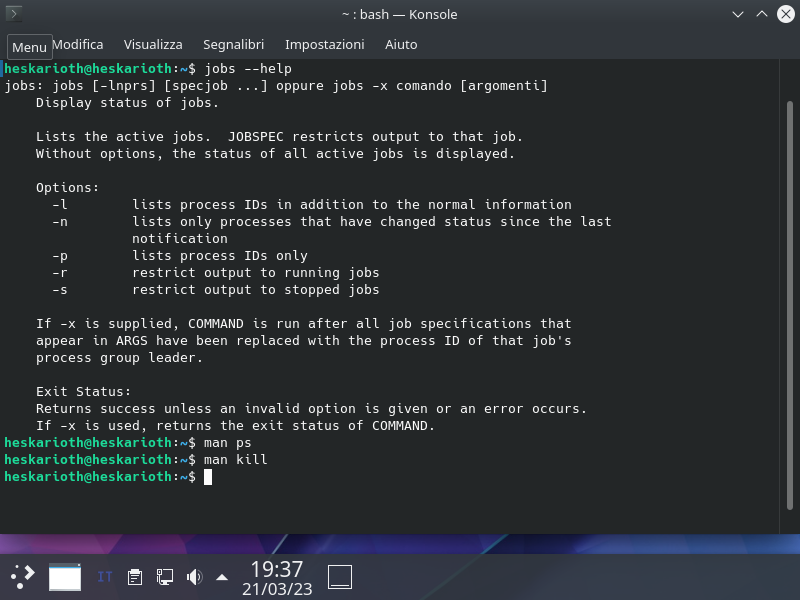 ~ : bash — Konsole
Menu Modifica Visualizza Segnalibri Impostazioni Aiuto
heskarioth@heskarioth:~$ jobs --help
jobs: jobs [-lnprs] [specjob ...] oppure jobs -x comando [argomenti]
    Display status of jobs.

    Lists the active jobs.  JOBSPEC restricts output to that job.
    Without options, the status of all active jobs is displayed.

    Options:
      -l        lists process IDs in addition to the normal information
      -n        lists only processes that have changed status since the last
                notification
      -p        lists process IDs only
      -r        restrict output to running jobs
      -s        restrict output to stopped jobs

    If -x is supplied, COMMAND is run after all job specifications that
    appear in ARGS have been replaced with the process ID of that job's
    process group leader.

    Exit Status:
    Returns success unless an invalid option is given or an error occurs.
    If -x is used, returns the exit status of COMMAND.
heskarioth@heskarioth:~$ man ps
heskarioth@heskarioth:~$ man kill
heskarioth@heskarioth:~$
IT
19:37
21/03/23